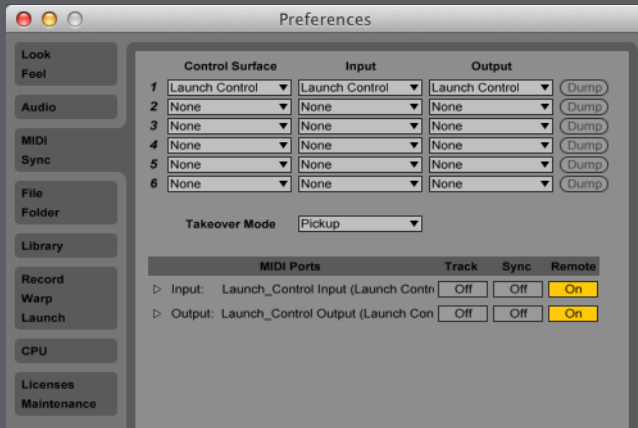 Preferences
Look
Feel
Audio
MIDI
Sync
File
Folder
Library
Record
Warp
Launch
CPU
Licenses
Maintenance
Control Surface Input Output
1 Launch Control Launch Control Launch Control Dump
2 None None None Dump
3 None None None Dump
4 None None None Dump
5 None None None Dump
6 None None None Dump
Takeover Mode Pickup
MIDI Ports Track Sync Remote
Input: Launch_Control Input (Launch Contr Off Off On
Output: Launch_Control Output (Launch Con Off Off On